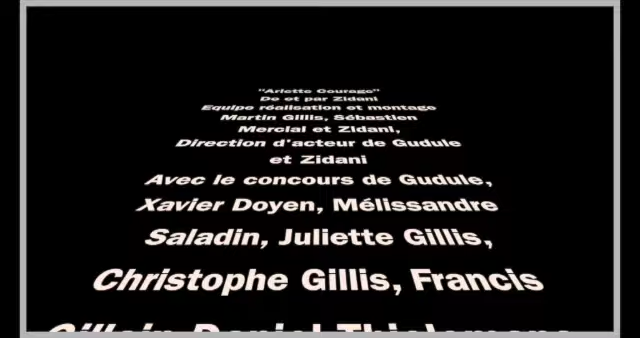 "Arlette Courage"
De et par Zidani
Equipe réalisation et montage
Martin Gillis, Sébastien
Mercial et Zidani,
Direction d'acteur de Gudule
et Zidani
Avec le concours de Gudule,
Xavier Doyen, Mélissandre
Saladin, Juliette Gillis,
Christophe Gillis, Francis
Daniel